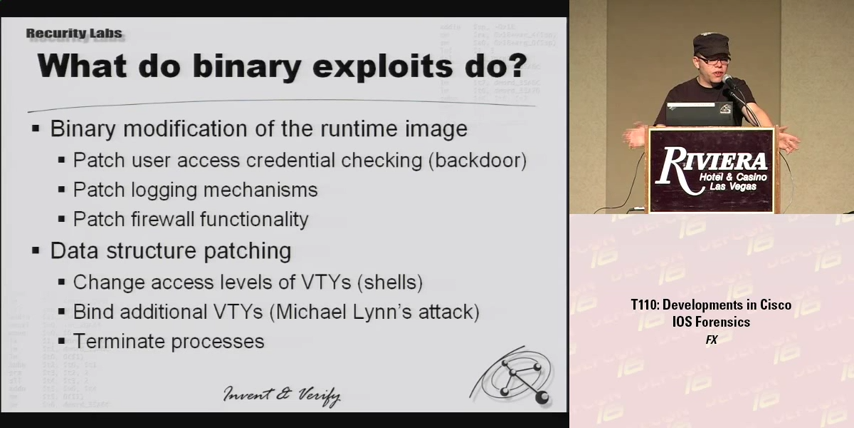 Recurity Labs
What do binary exploits do?
▪ Binary modification of the runtime image
▪ Patch user access credential checking (backdoor)
▪ Patch logging mechanisms
▪ Patch firewall functionality
▪ Data structure patching
▪ Change access levels of VTYs (shells)
▪ Bind additional VTYs (Michael Lynn's attack)
▪ Terminate processes
Invent & Verify
RIVIERA
Hotel & Casino
Las Vegas
T110: Developments in Cisco
IOS Forensics
FX